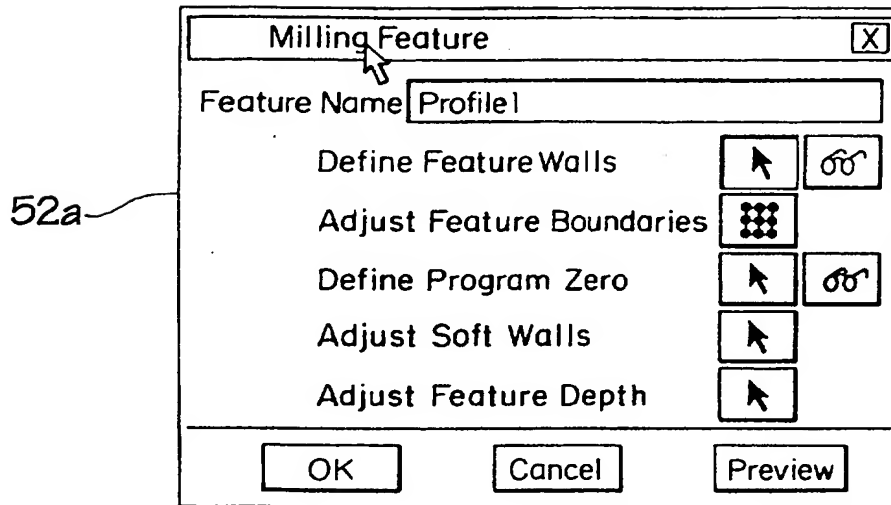 Milling Feature X
Feature Name Profile1
Define Feature Walls
52a
Adjust Feature Boundaries
Define Program Zero
Adjust Soft Walls
Adjust Feature Depth
OK Cancel Preview